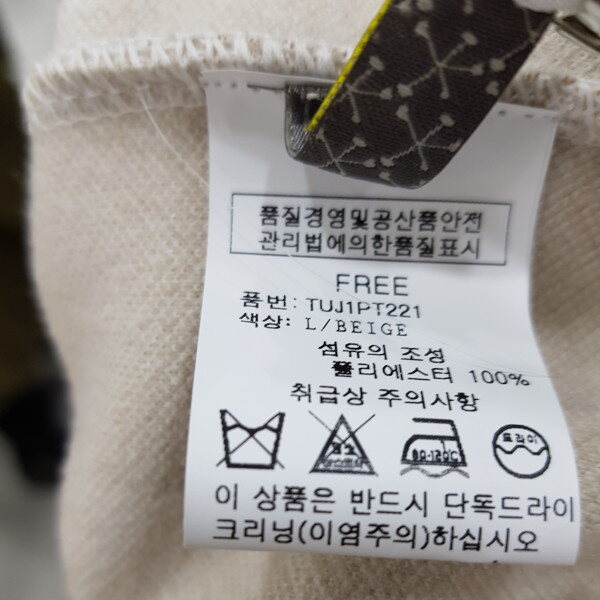 품질경영및공산품안전
관리법에의한품질표시
FREE
품번: TUJ1PT221
색상: L/BEIGE
섬유의 조성
폴리에스터 100%
취급상 주의사항
80-120℃
드라이
이 상품은 반드시 단독드라이
크리닝(이염주의)하십시오